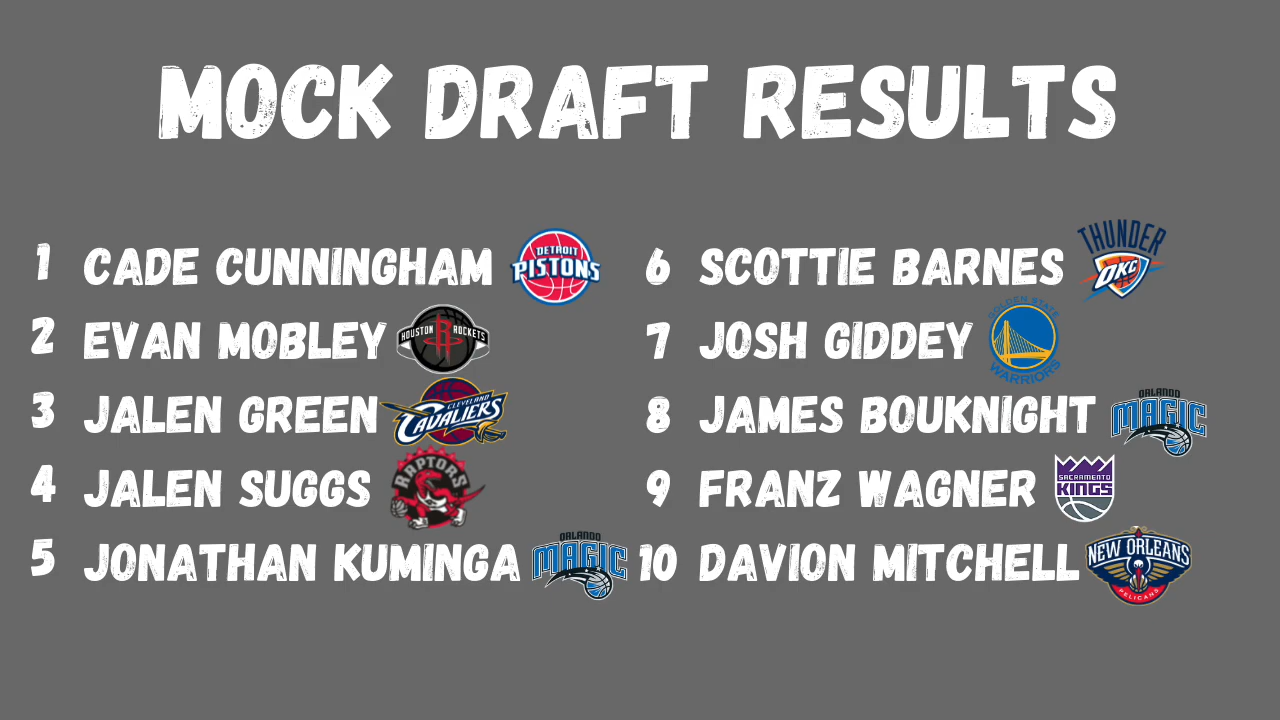 MOCK DRAFT RESULTS
1 CADE CUNNINGHAM DETROIT PISTONS
2 EVAN MOBLEY HOUSTON R ROCKETS
3 JALEN GREEN CLEVELAND CAVALIERS
4 JALEN SUGGS RAPTORS
5 JONATHAN KUMINGA ORLANDO MAGIC
6 SCOTTIE BARNES THUNDER OKC
7 JOSH GIDDEY GOLDEN STATE WARRIORS
8 JAMES BOUKNIGHT ORLANDO MAGIC
9 FRANZ WAGNER SACRAMENTO KINGS
10 DAVION MITCHELL NEW ORLEANS PELICANS